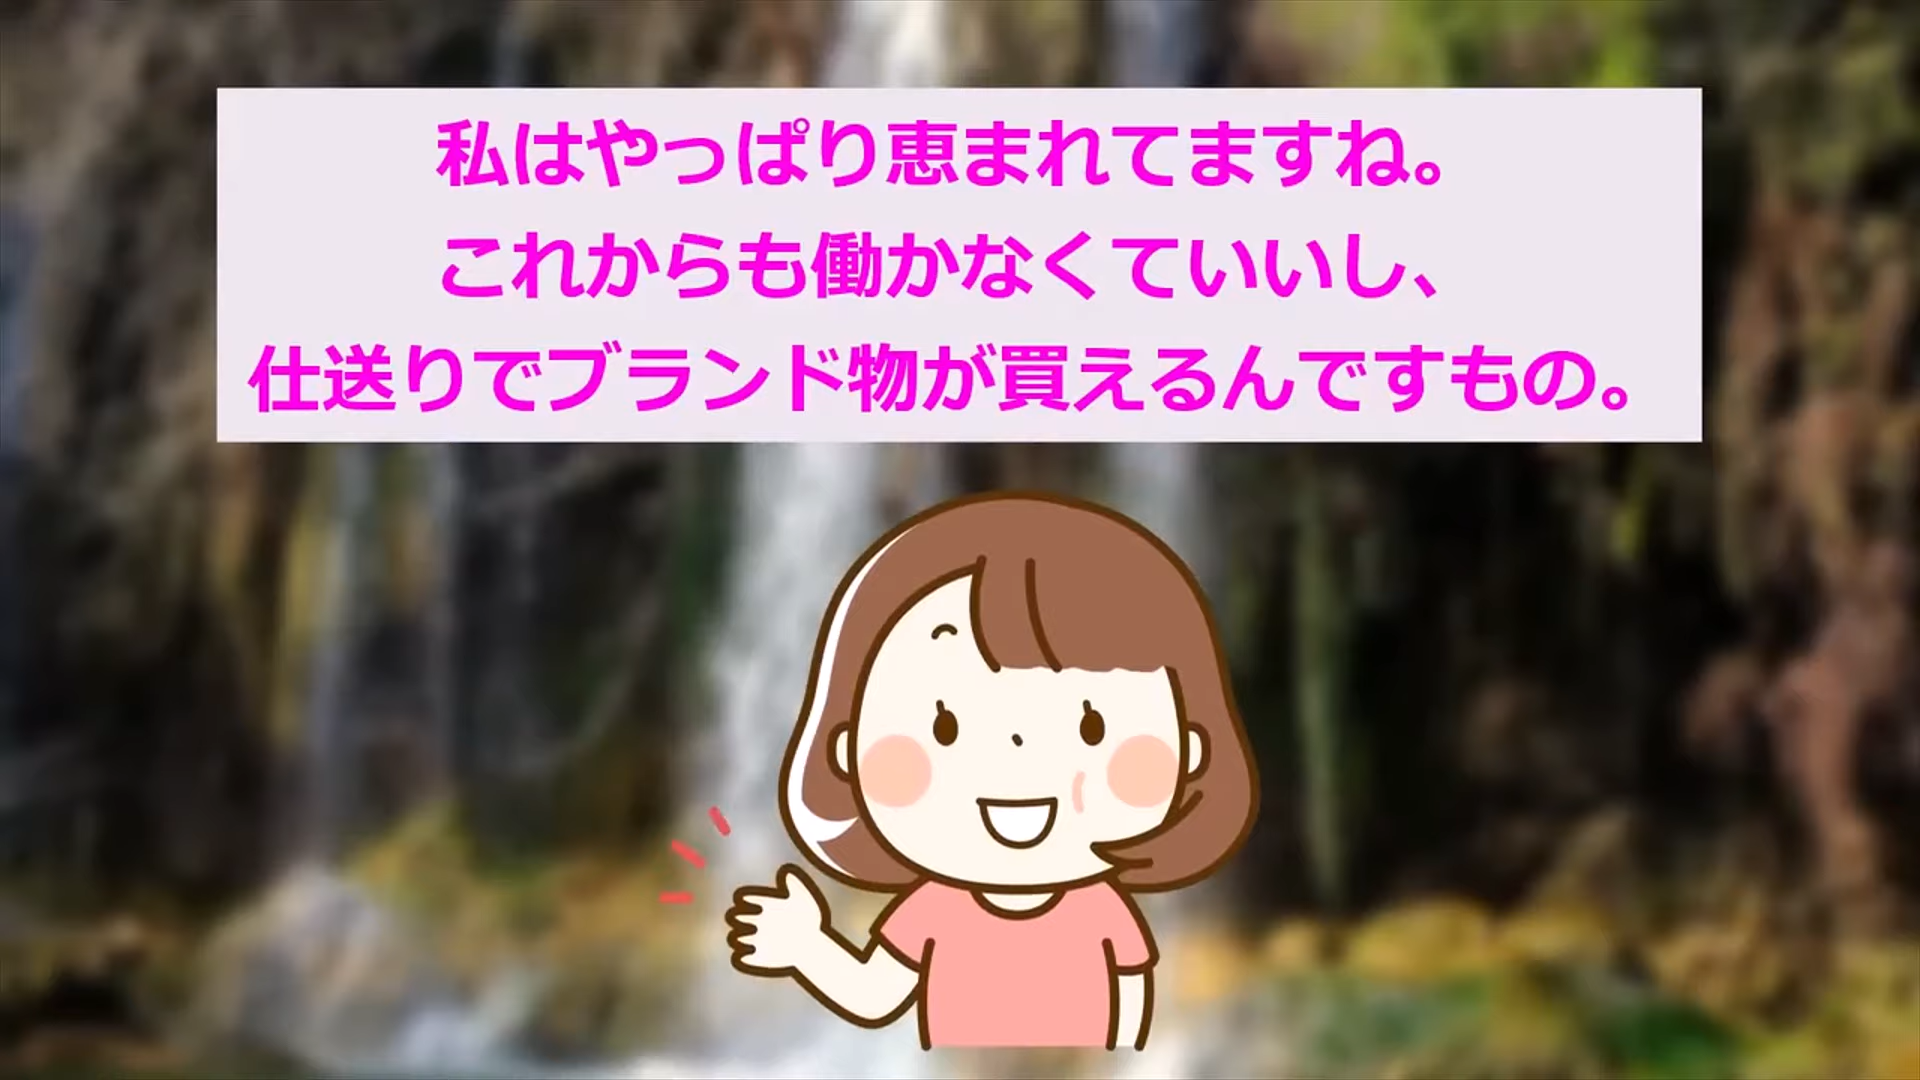 私はやっぱり恵まれてますね。
これからも働かなくていいし、
仕送りでブランド物が買えるんですもの。